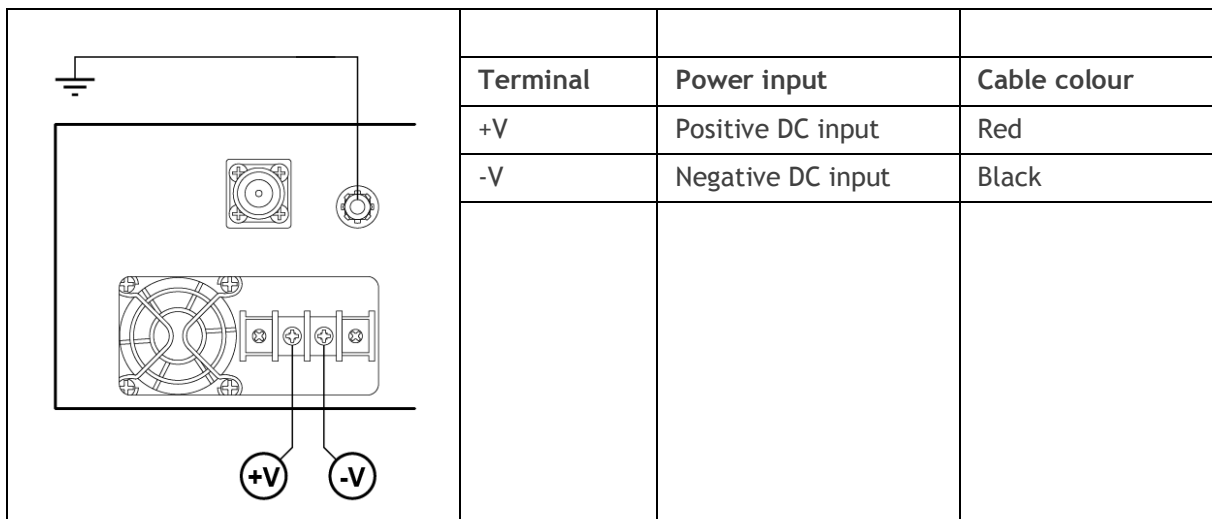 Terminal Power input Cable colour
+V Positive DC input Red
-V Negative DC input Black
+V -V